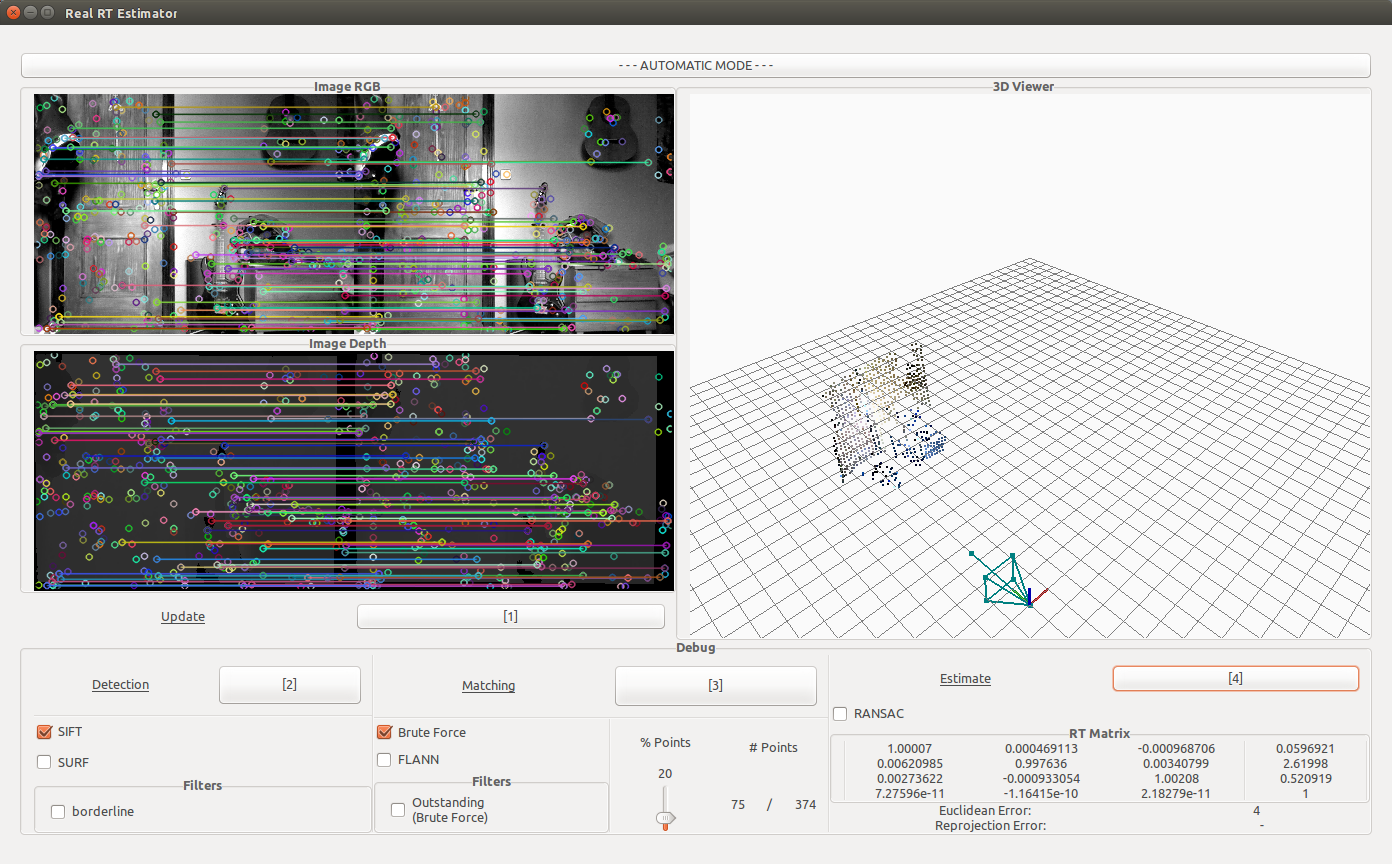 Real RT Estimator
- - - AUTOMATIC MODE - - -
Image RGB
3D Viewer
Image Depth
Update
[1]
Debug
Detection
[2]
Matching
[3]
Estimate
[4]
SIFT
SURF
Filters
borderline
Brute Force
FLANN
Filters
Outstanding
(Brute Force)
% Points
# Points
20
75 / 374
RANSAC
RT Matrix
1.00007 0.000469113 -0.000968706 0.0596921
0.00620985 0.997636 0.00340799 2.61998
0.00273622 -0.000933054 1.00208 0.520919
7.27596e-11 -1.16415e-10 2.18279e-11 1
Euclidean Error: 4
Reprojection Error: -